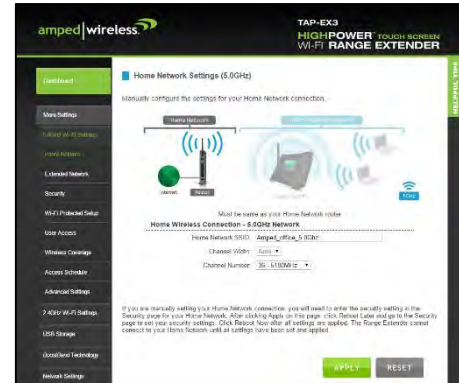 amped wireless
TAP-EX3
HIGHPOWER™ TOUCH SCREEN
WI-FI RANGE EXTENDER
HELPFUL TIPS
Dashboard
Home Network Settings (5.0GHz)
Manually configure the settings for your Home Network connection.
More Settings
Home Network
Extended Network
Internet
Router
5GHz
Security
Wi-Fi Protected Setup
User Access
Wireless Coverage
Access Schedule
Advanced Settings
2.4GHz Wi-Fi Settings
USB Storage
Network Settings
Must be same as your Home Network router
Home Wireless Connection - 5.0GHz Network
Home Network SSID: Amped_office_5.0Ghz
Channel Width: Auto
Channel Number: 36 - 5180MHz
If you are manually setting your Home Network connection, you will need to enter the security setting in the
Security page for your Home Network. After clicking Apply on this page, click Reboot Later and go to the Security
page to set your security settings. Click Reboot Now after all settings are applied. The Range Extender cannot
connect to your Home Network until all settings have been set and applied.
APPLY
RESET